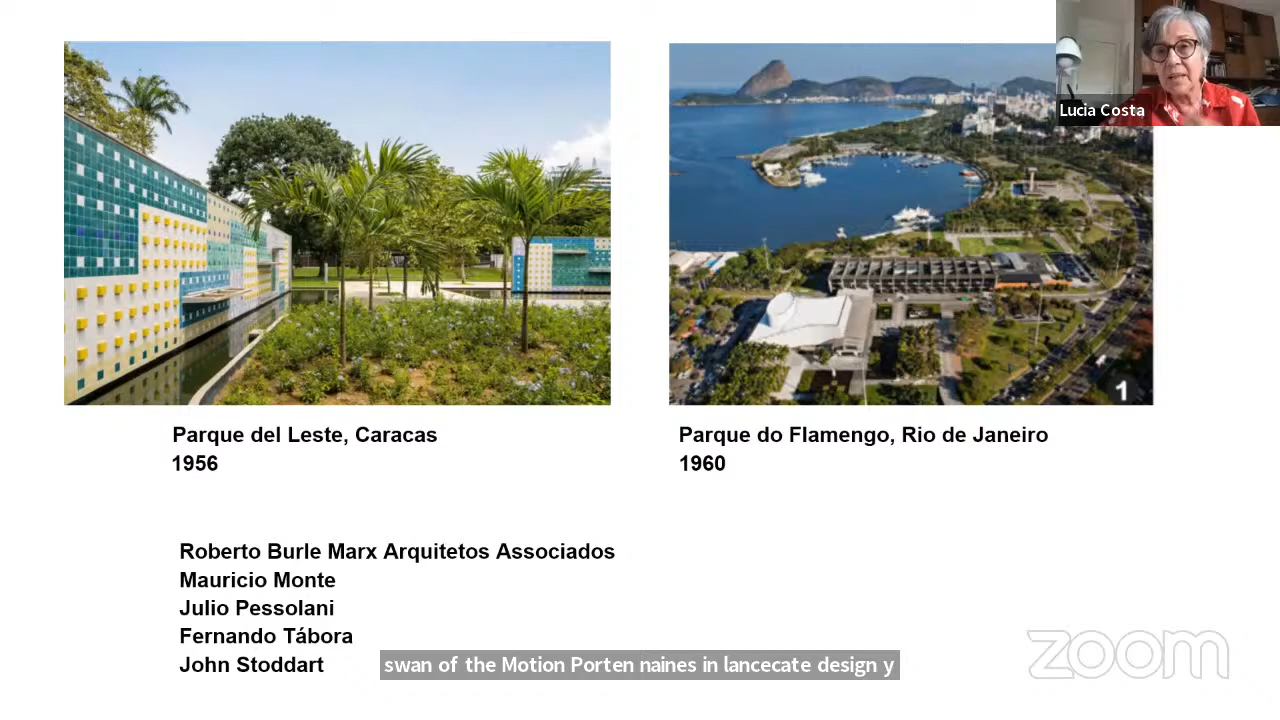 Lucia Costa
1
Parque del Leste, Caracas
1956
Parque do Flamengo, Rio de Janeiro
1960
Roberto Burle Marx Arquitetos Associados
Mauricio Monte
Julio Pessolani
Fernando Tábora
John Stoddart
swan of the Motion Porten naines in lancecate design y
zoom